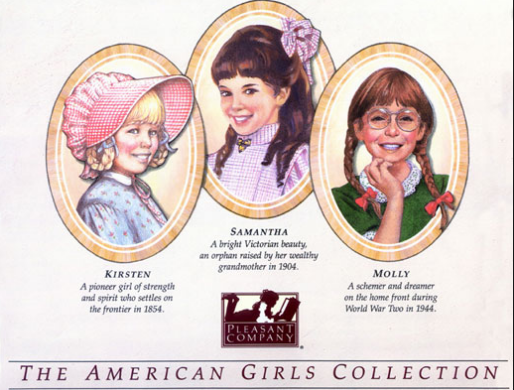 SAMANTHA
A bright Victorian beauty,
an orphan raised by her wealthy
grandmother in 1904.
KIRSTEN
A pioneer girl of strength
and spirit who settles on
the frontier in 1854.
MOLLY
A schemer and dreamer
on the home front during
World War Two in 1944.
PLEASANT
COMPANY®
THE AMERICAN GIRLS COLLECTION